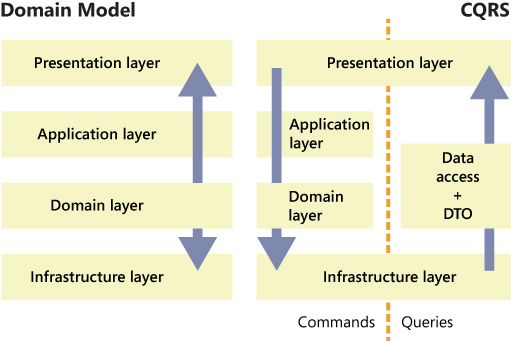 Domain Model
CQRS
Presentation layer
Application layer
Domain layer
Infrastructure layer
Presentation layer
Application
layer
Domain
layer
Data
access
+
DTO
Infrastructure layer
Commands
Queries